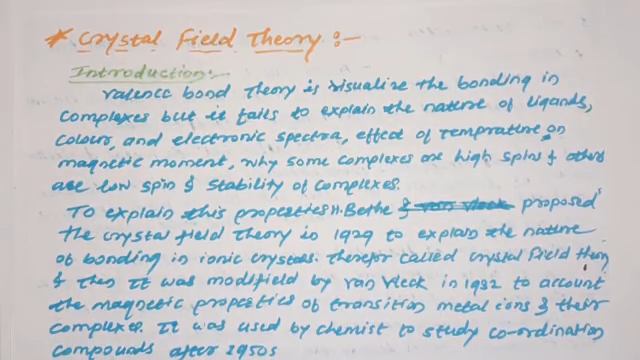 * Crystal Field Theory :-
Introduction:-
Valence bond Theory is visualize the bonding in
complexes but it fails to explain the nature of ligands,
colour, and electronic spectra, effect of temprature on
magnetic moment, why some complexes are high spins & others
are low spin & stability of complexes.
To explain this properties H. Bethe & van vleck proposed
The crystal field Theory in 1929 to explain the nature
of bonding in ionic crystals. Therefor called crystal field theory
& Then It was modifield by van vleck in 1932 to account
the magnetic properties of transition metal ions & their
complexes. It was used by chemist to study co-ordination
compounds after 1950s